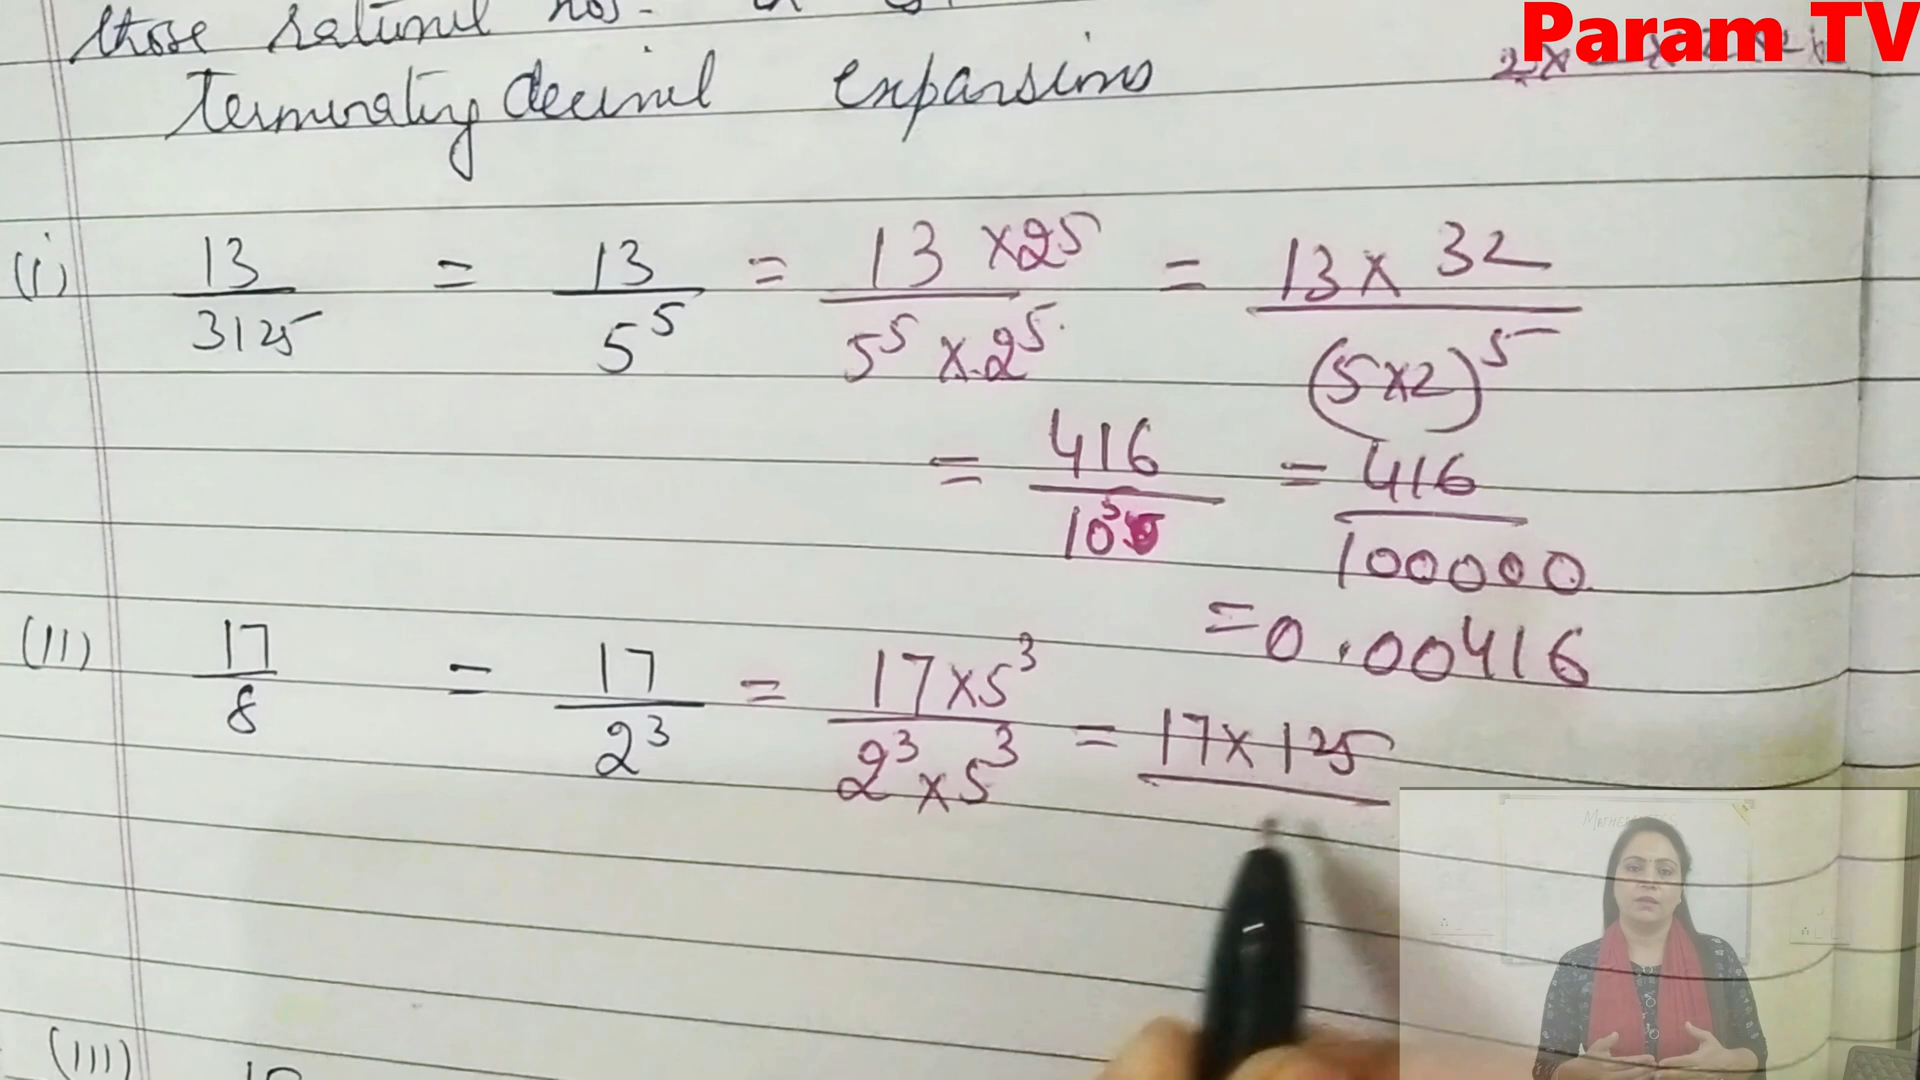 Param TV
those
terminating decimal expansions
(i) 13/3125 = 13/5^5 = 13 ×2^5/5^5 ×2^5 = 13 × 32/(5×2)^5
= 416/10^5 = 416/100000
= 0.00416
(II) 17/8 = 17/2^3 = 17×5^3/2^3×5^3 = 17×125
(III)